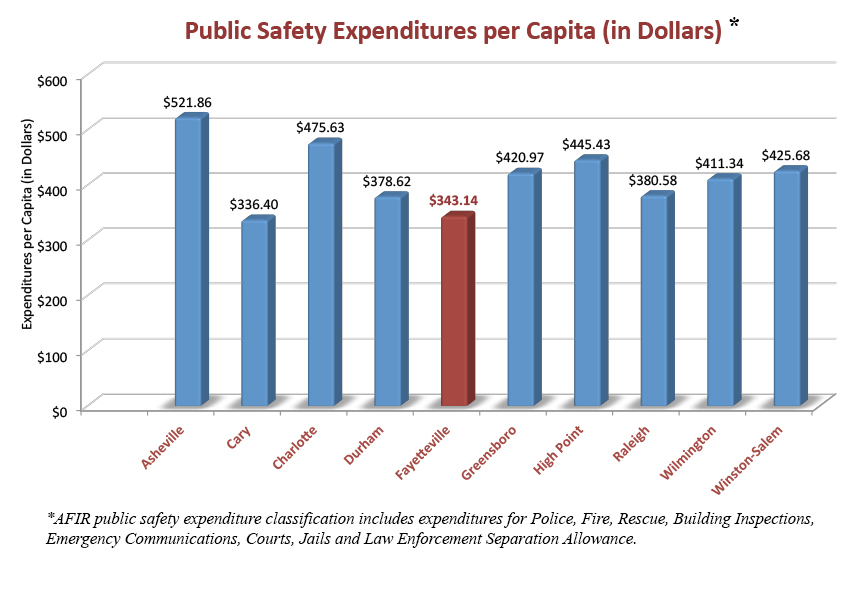 Public Safety Expenditures per Capita (in Dollars) *
Expenditures per Capita (in Dollars)
$600
$500
$400
$300
$200
$100
$0
$521.86
$336.40
$475.63
$378.62
$343.14
$420.97
$445.43
$380.58
$411.34
$425.68
Asheville
Cary
Charlotte
Durham
Fayetteville
Greensboro
High Point
Raleigh
Wilmington
Winston-Salem
*AFIR public safety expenditure classification includes expenditures for Police, Fire, Rescue, Building Inspections,
Emergency Communications, Courts, Jails and Law Enforcement Separation Allowance.